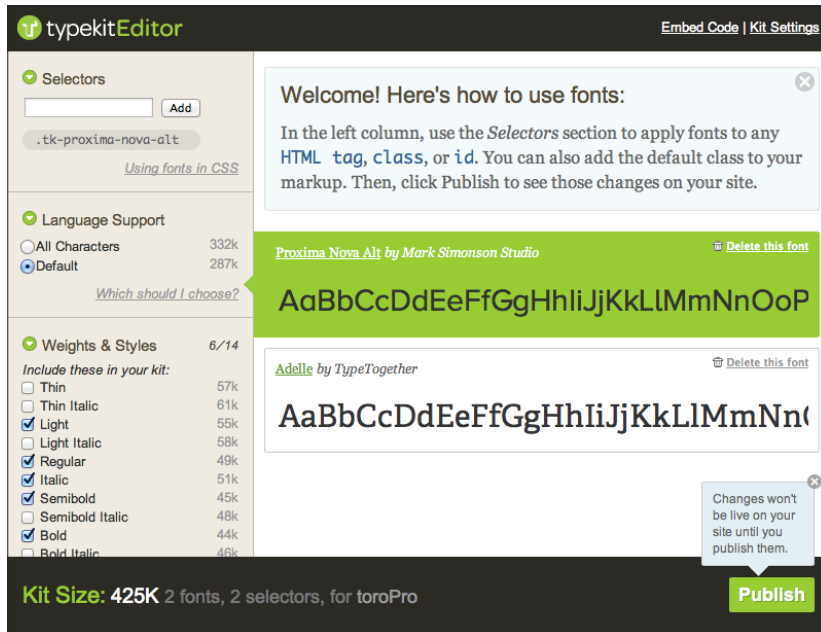 typekitEditor
Embed Code | Kit Settings
Selectors
Add
.tk-proxima-nova-alt
Using fonts in CSS
Language Support
All Characters 332k
Default 287k
Which should I choose?
Weights & Styles 6/14
Include these in your kit:
Thin 57k
Thin Italic 61k
Light 55k
Light Italic 58k
Regular 49k
Italic 51k
Semibold 45k
Semibold Italic 48k
Bold 44k
Bold Italic 46k
Welcome! Here's how to use fonts:
In the left column, use the Selectors section to apply fonts to any
HTML tag, class, or id. You can also add the default class to your
markup. Then, click Publish to see those changes on your site.
Proxima Nova Alt by Mark Simonson Studio
Delete this font
AaBbCcDdEeFfGgHhIiJjKkLlMmNnOoP
Adelle by TypeTogether
Delete this font
AaBbCcDdEeFfGgHhIiJjKkLlMmNn
Changes won't
be live on your
site until you
publish them.
Kit Size: 425K 2 fonts, 2 selectors, for toroPro
Publish